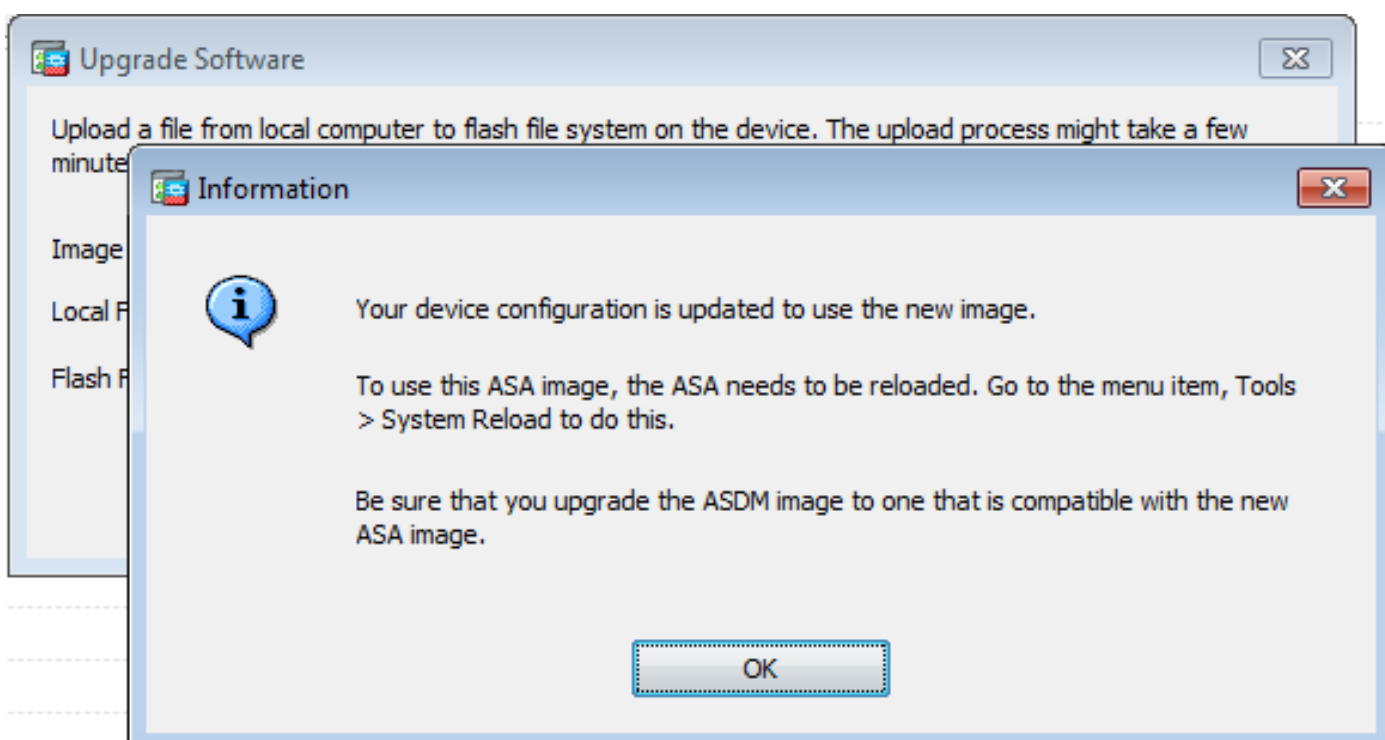 Upgrade Software
Upload a file from local computer to flash file system on the device. The upload process might take a few
minute
Information
Image
Local F
Flash F
Your device configuration is updated to use the new image.
To use this ASA image, the ASA needs to be reloaded. Go to the menu item, Tools
> System Reload to do this.
Be sure that you upgrade the ASDM image to one that is compatible with the new
ASA image.
OK